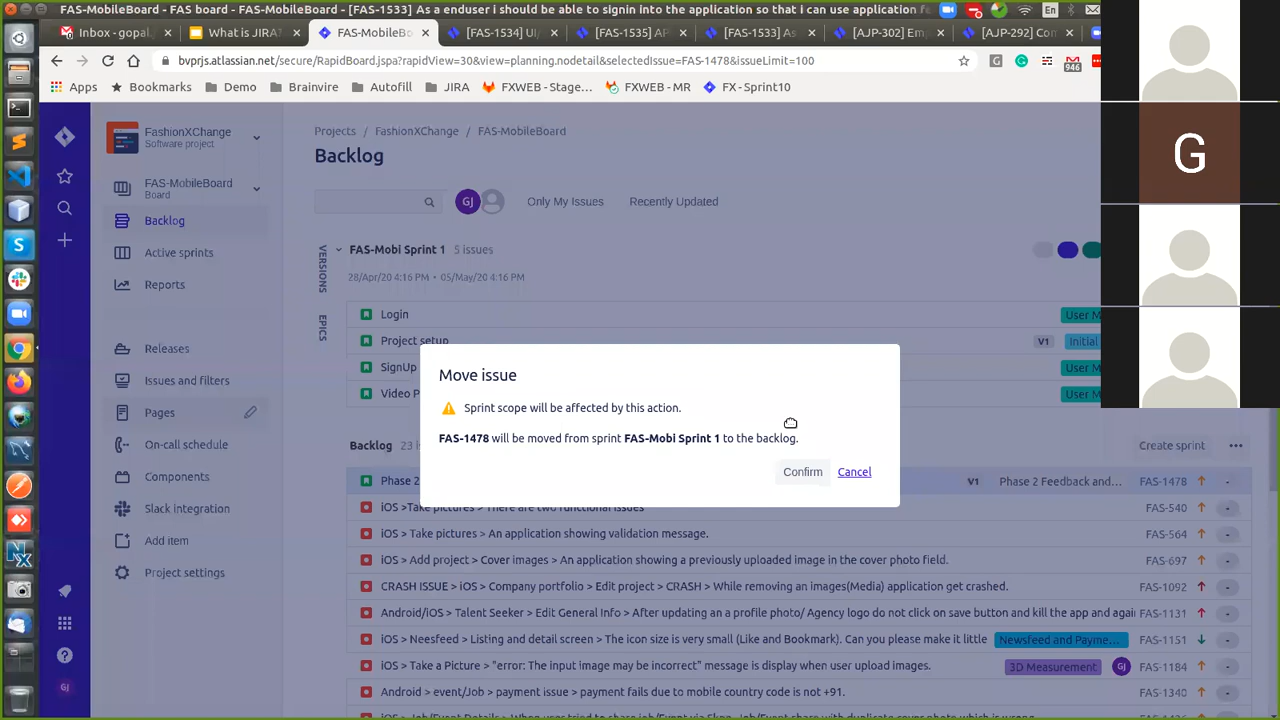 FAS-MobileBoard - FAS board - FAS-MobileBoard - [FAS-1533] As a enduser i should be able to signin into the application so that i can use application fe
En
Inbox - gopal.
What is JIRA?
FAS-MobileBo
[FAS-1534] UI/
[FAS-1535] AP
[FAS-1533] As
[AJP-302] Emp
[AJP-292] Com
bvprjs.atlassian.net/secure/RapidBoard.jspa?rapidView=30&view=planning.nodetail&selectedIssue=FAS-1478&issueLimit=100
946
Apps
Bookmarks
Demo
Brainvire
Autofill
JIRA
FXWEB - Stage...
FXWEB - MR
FX - Sprint10
FashionXChange
Software project
FAS-MobileBoard
Board
Backlog
Active sprints
Reports
Releases
Issues and filters
Pages
On-call schedule
Components
Slack integration
Add item
Project settings
GJ
Projects / FashionXChange / FAS-MobileBoard
Backlog
GJ
Only My Issues
Recently Updated
VERSIONS
EPICS
FAS-Mobi Sprint 1 5 issues
28/Apr/20 4:16 PM • 05/May/20 4:16 PM
Login
User M
Project setup
V1
Initial
SignUp
User M
Video P
User M
Move issue
Sprint scope will be affected by this action.
FAS-1478 will be moved from sprint FAS-Mobi Sprint 1 to the backlog.
Confirm
Cancel
Backlog 23 i
Create sprint
Phase 2
V1
Phase 2 Feedback and...
FAS-1478
-
iOS >Take pictures > There are two functional issues
FAS-540
-
iOS > Take pictures > An application showing validation message.
FAS-564
-
iOS > Add project > Cover images > An application showing a previously uploaded image in the cover photo field.
FAS-697
-
CRASH ISSUE > iOS > Company portfolio > Edit project > CRASH > While removing an images(Media) application get crashed.
FAS-1092
-
Android/iOS > Talent Seeker > Edit General Info > After updating an a profile photo/ Agency logo do not click on save button and kill the app and again
FAS-1131
-
iOS > Neesfeed > Listing and detail screen > The icon size is very small (Like and Bookmark). Can you please make it little
Newsfeed and Payme...
FAS-1151
-
iOS > Take a Picture > "error: The input image may be incorrect" message is display when user upload images.
3D Measurement
GJ
FAS-1184
-
Android > event/Job > payment issue > payment fails due to mobile country code is not +91.
FAS-1340
-
G